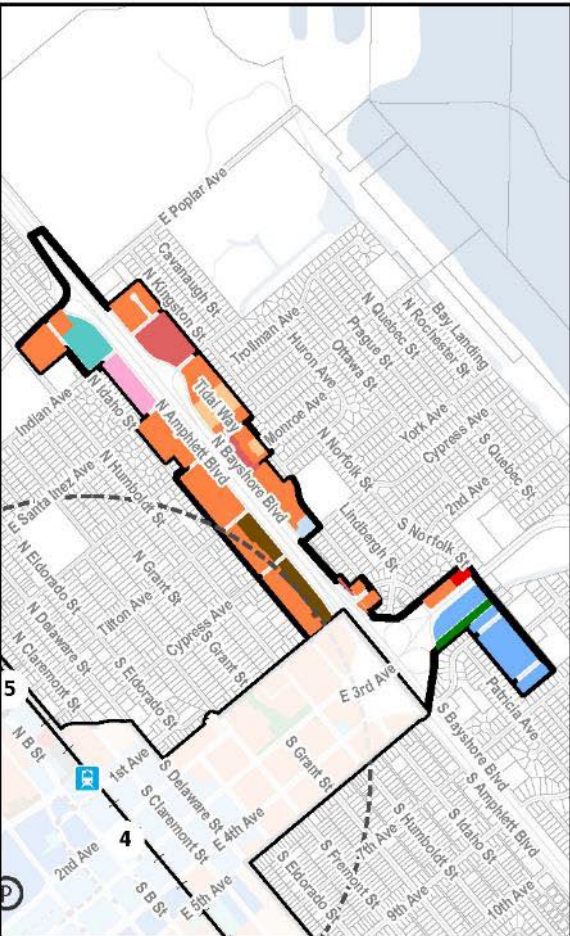 E Poplar Ave
Cavanaugh St
N Kingston St
Trollman Ave
Huron Ave
Ottawa St
Prague St
N Quebec St
N Rochester St
Bay Landing
Indian Ave
N Idaho St
Tidal Way
Monroe Ave
N Amphlett Blvd
N Bayshore Blvd
N Norfolk St
York Ave
Cypress Ave
S Quebec St
2nd Ave
E Santa Inez Ave
N Humboldt St
Lindbergh St
S Norfolk St
N Eldorado St
N Grant St
Tilton Ave
Cypress Ave
S Grant St
N Delaware St
N Claremont St
S Eldorado St
E 3rd Ave
Patricia Ave
5
N B St
1st Ave
S Delaware St
S Grant St
S Bayshore Blvd
S Amphlett Blvd
S Claremont St
E 4th Ave
4
2nd Ave
S Idaho St
S Humboldt St
7th Ave
S Fremont St
S Eldorado St
P
S B St
E 5th Ave
9th Ave
10th Ave